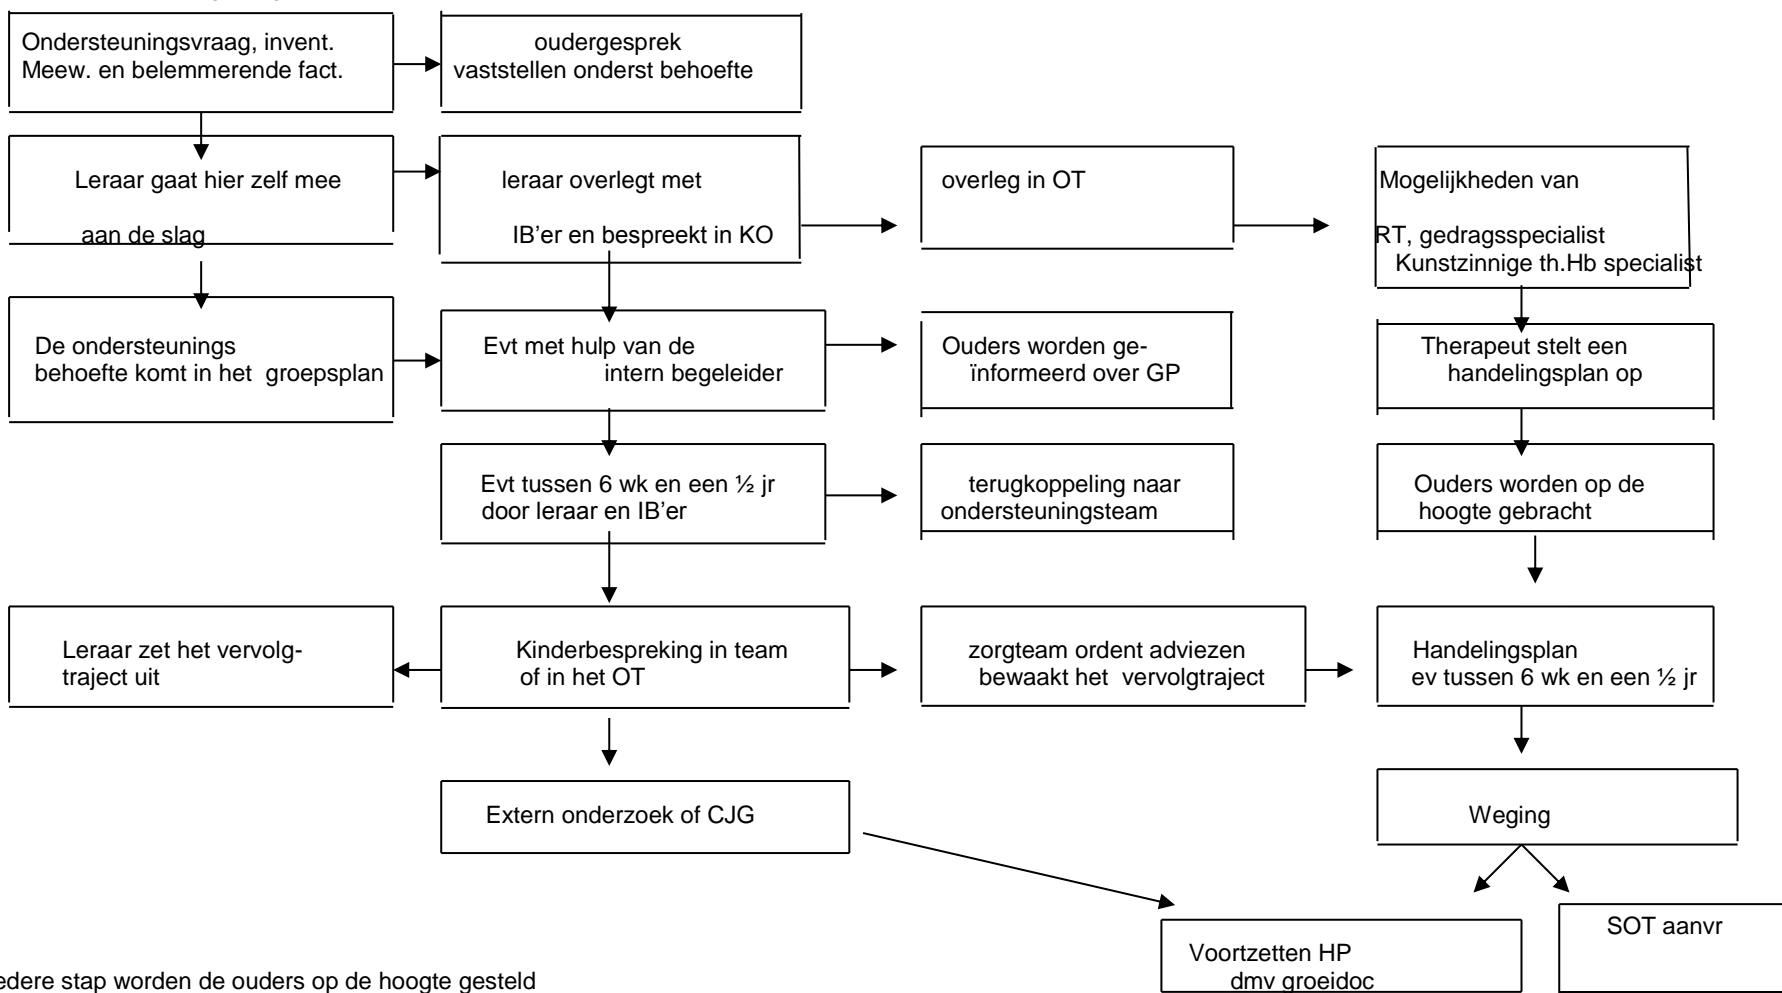 Ondersteuningsvraag, invent.
Meew. en belemmerende fact.
oudergesprek
vaststellen onderst behoefte
Leraar gaat hier zelf mee
aan de slag
leraar overlegt met
IB’er en bespreekt in KO
overleg in OT
Mogelijkheden van
RT, gedragsspecialist
Kunstzinnige th.Hb specialist
De ondersteunings
behoefte komt in het groepsplan
Evt met hulp van de
intern begeleider
Ouders worden ge-
ïnformeerd over GP
Therapeut stelt een
handelingsplan op
Evt tussen 6 wk en een ½ jr
door leraar en IB’er
terugkoppeling naar
ondersteuningsteam
Ouders worden op de
hoogte gebracht
Leraar zet het vervolg-
traject uit
Kinderbespreking in team
of in het OT
zorgteam ordent adviezen
bewaakt het vervolgtraject
Handelingsplan
ev tussen 6 wk en een ½ jr
Extern onderzoek of CJG
Weging
Voortzetten HP
dmv groeidoc
SOT aanvr
edere stap worden de ouders op de hoogte gesteld